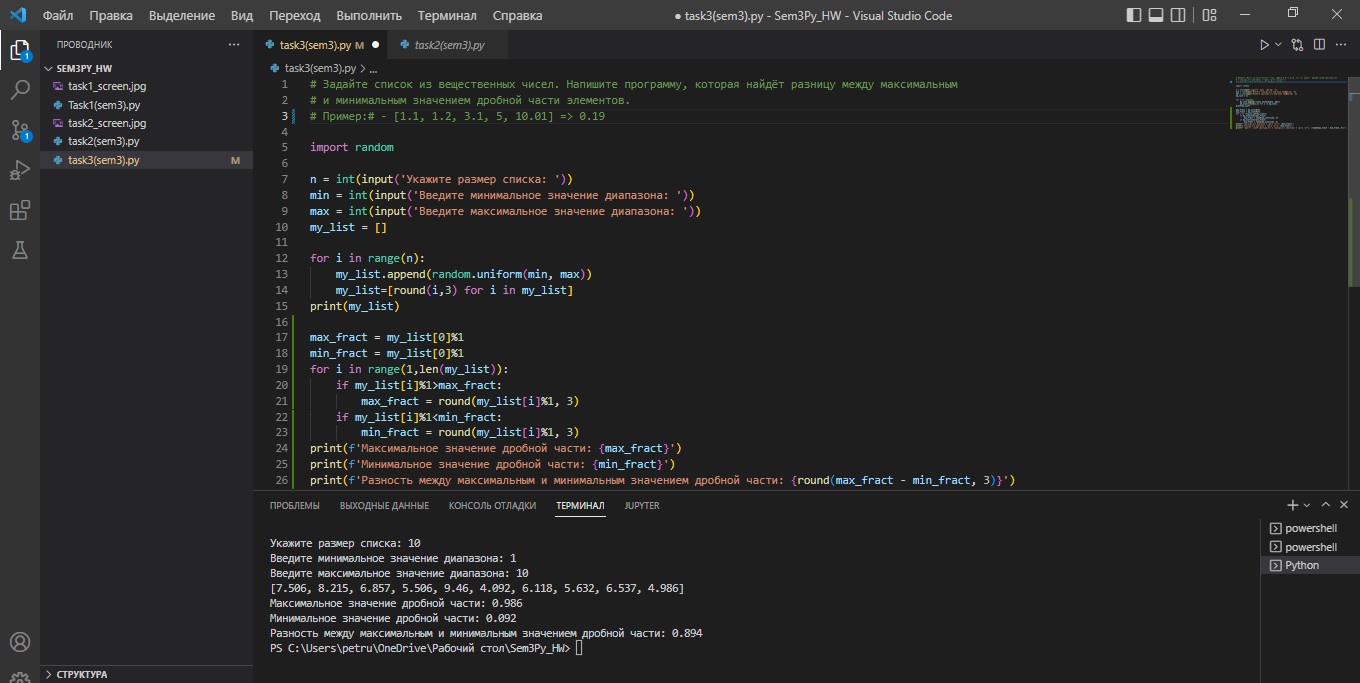 Файл Правка Выделение Вид Переход Выполнить Терминал Справка
● task3(sem3).py - Sem3Py_HW - Visual Studio Code
ПРОВОДНИК ...
SEM3PY_HW
task1_screen.jpg
Task1(sem3).py
task2_screen.jpg
task2(sem3).py
task3(sem3).py M
СТРУКТУРА
1
1
task3(sem3).py M ● task2(sem3).py
task3(sem3).py > ...
1 # Задайте список из вещественных чисел. Напишите программу, которая найдёт разницу между максимальным
2 # и минимальным значением дробной части элементов.
3 # Пример:# - [1.1, 1.2, 3.1, 5, 10.01] => 0.19
4
5 import random
6
7 n = int(input('Укажите размер списка: '))
8 min = int(input('Введите минимальное значение диапазона: '))
9 max = int(input('Введите максимальное значение диапазона: '))
10 my_list = []
11
12 for i in range(n):
13     my_list.append(random.uniform(min, max))
14     my_list=[round(i,3) for i in my_list]
15 print(my_list)
16
17 max_fract = my_list[0]%1
18 min_fract = my_list[0]%1
19 for i in range(1,len(my_list)):
20     if my_list[i]%1>max_fract:
21         max_fract = round(my_list[i]%1, 3)
22     if my_list[i]%1<min_fract:
23         min_fract = round(my_list[i]%1, 3)
24 print(f'Максимальное значение дробной части: {max_fract}')
25 print(f'Минимальное значение дробной части: {min_fract}')
26 print(f'Разность между максимальным и минимальным значением дробной части: {round(max_fract - min_fract, 3)}')
ПРОБЛЕМЫ ВЫХОДНЫЕ ДАННЫЕ КОНСОЛЬ ОТЛАДКИ ТЕРМИНАЛ JUPYTER
Укажите размер списка: 10
Введите минимальное значение диапазона: 1
Введите максимальное значение диапазона: 10
[7.506, 8.215, 6.857, 5.506, 9.46, 4.092, 6.118, 5.632, 6.537, 4.986]
Максимальное значение дробной части: 0.986
Минимальное значение дробной части: 0.092
Разность между максимальным и минимальным значением дробной части: 0.894
PS C:\Users\petru\OneDrive\Рабочий стол\Sem3Py_HW>
powershell
powershell
Python